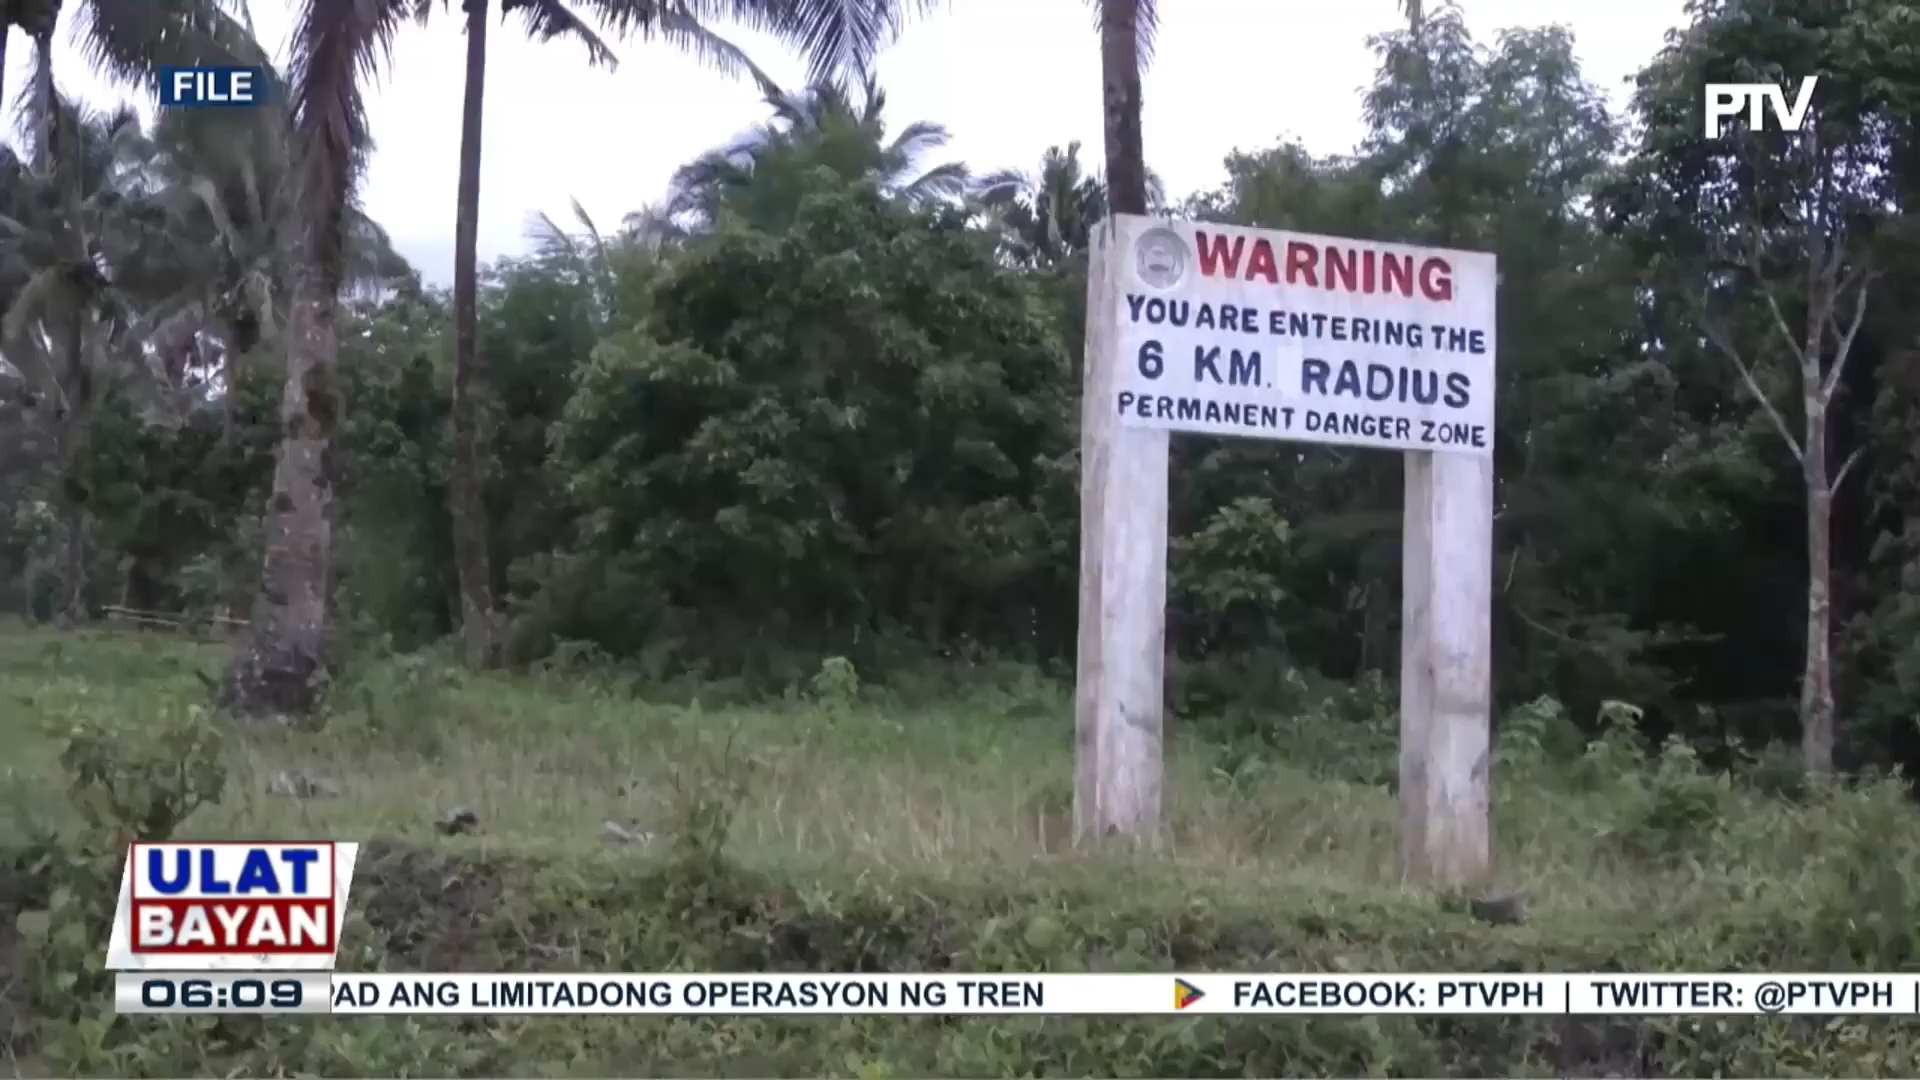 FILE
PTV
WARNING
YOU ARE ENTERING THE
6 KM. RADIUS
PERMANENT DANGER ZONE
ULAT
BAYAN
06:09 PAD ANG LIMITADONG OPERASYON NG TREN FACEBOOK: PTVPH | TWITTER: @PTVPH |